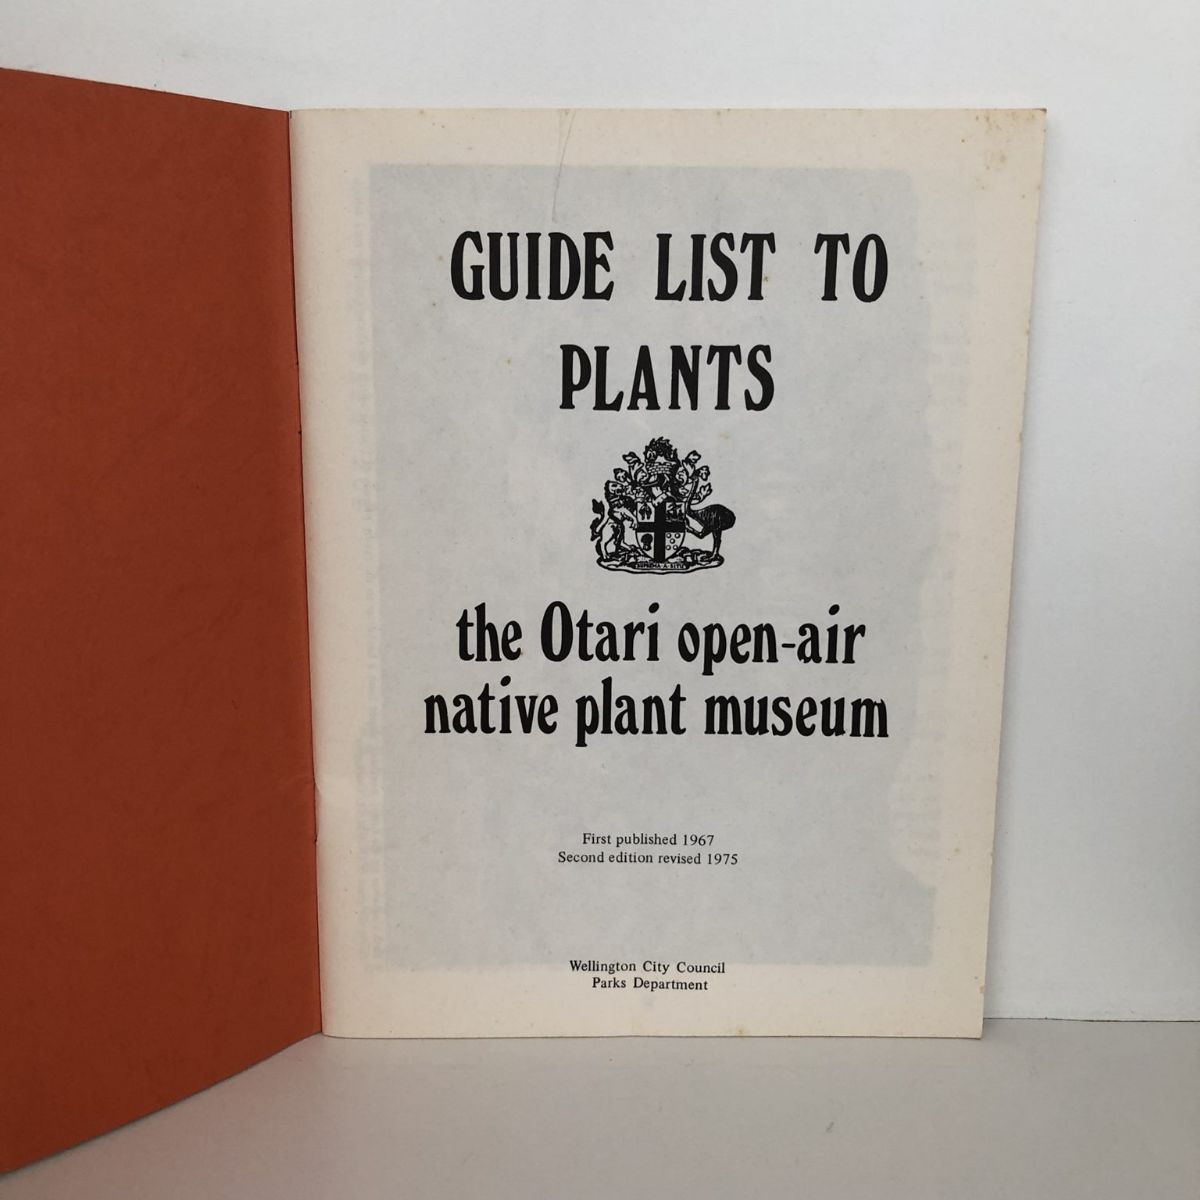 GUIDE LIST TO
PLANTS
the Otari open-air
native plant museum
First published 1967
Second edition revised 1975
Wellington City Council
Parks Department